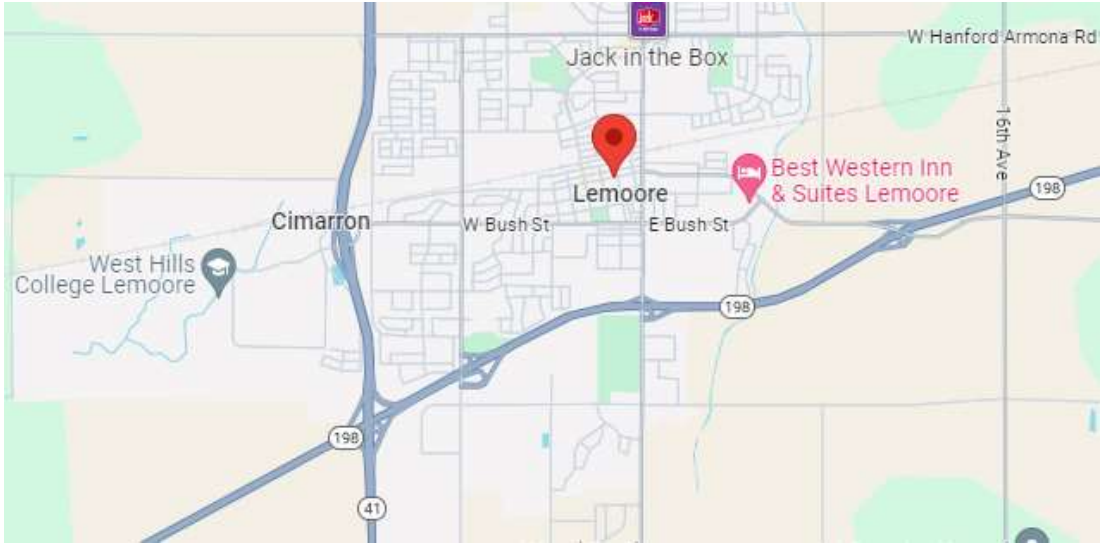 W Hanford Armona Rd
Jack in the Box
16th Ave
Best Western Inn
& Suites Lemoore
198
Lemoore
Cimarron
W Bush St
E Bush St
West Hills
College Lemoore
198
198
41